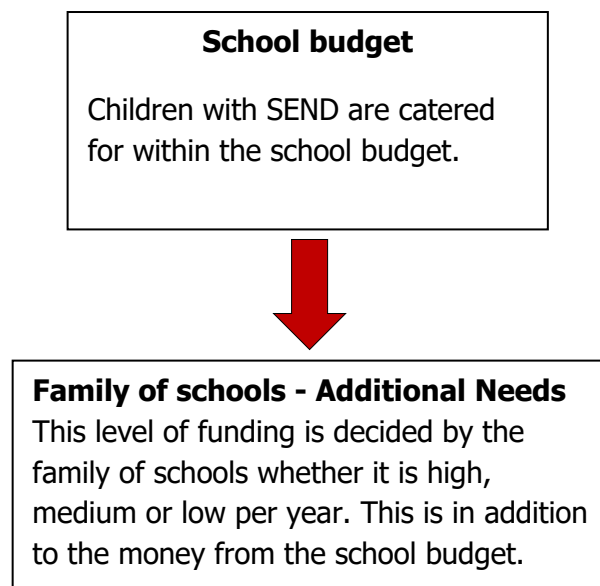 School budget
Children with SEND are catered
for within the school budget.
Family of schools - Additional Needs
This level of funding is decided by the
family of schools whether it is high,
medium or low per year. This is in addition
to the money from the school budget.